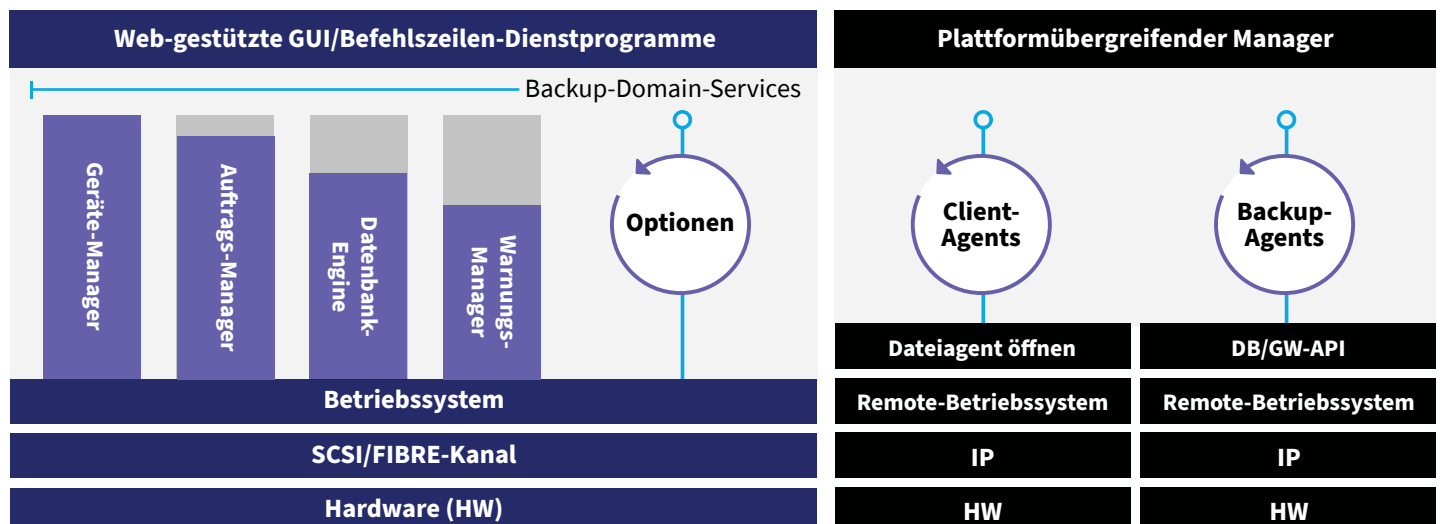 Web-gestützte GUI/Befehlszeilen-Dienstprogramme
Backup-Domain-Services
Geräte-Manager
Auftrags-Manager
Datenbank-
Engine
Warnungs-
Manager
Optionen
Betriebssystem
SCSI/FIBRE-Kanal
Hardware (HW)
Plattformübergreifender Manager
Client-
Agents
Backup-
Agents
Dateiagent öffnen
DB/GW-API
Remote-Betriebssystem
Remote-Betriebssystem
IP
IP
HW
HW